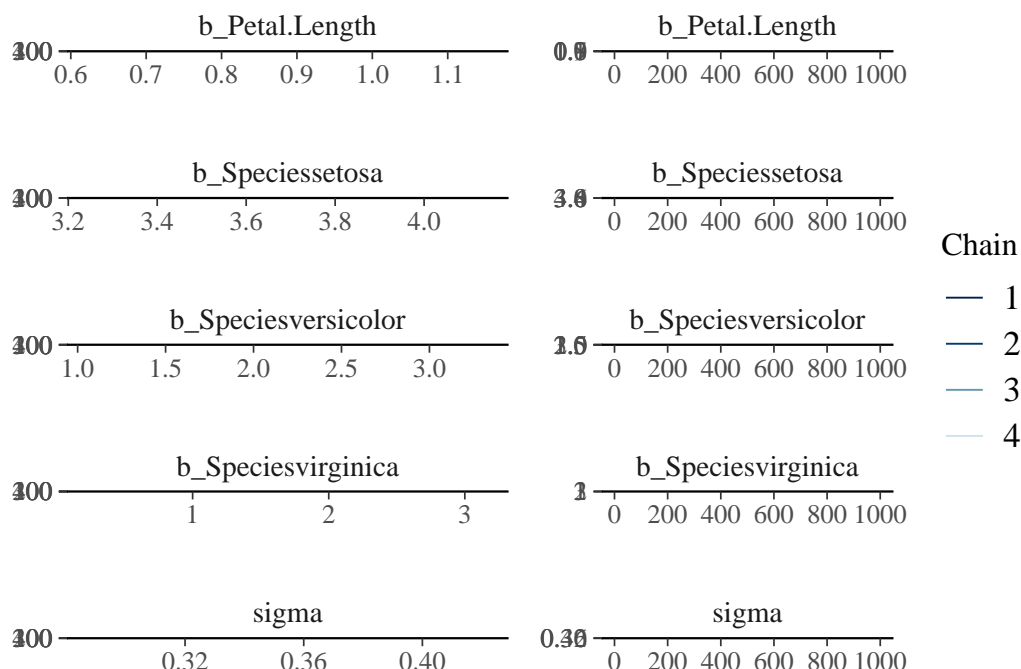 b_Petal.Length b_Petal.Length
0.6 0.7 0.8 0.9 1.0 1.1 0 200 400 600 800 1000
b_Speciessetosa b_Speciessetosa
3.2 3.4 3.6 3.8 4.0 0 200 400 600 800 1000
Chain
1
b_Speciesversicolor b_Speciesversicolor
2
1.0 1.5 2.0 2.5 3.0 0 200 400 600 800 1000
3
4
b_Speciesvirginica b_Speciesvirginica
1 2 3 0 200 400 600 800 1000
sigma sigma
0.32 0.36 0.40 0 200 400 600 800 1000